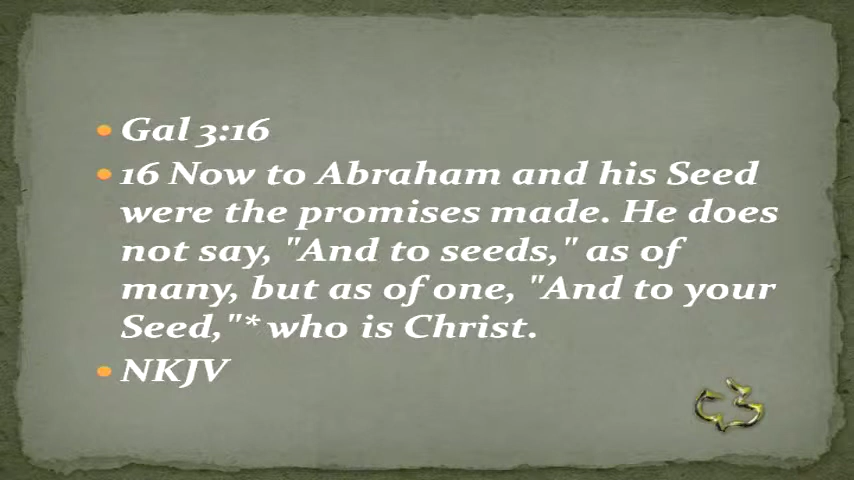 Gal 3:16
16 Now to Abraham and his Seed
were the promises made. He does
not say, "And to seeds," as of
many, but as of one, "And to your
Seed,"* who is Christ.
NKJV